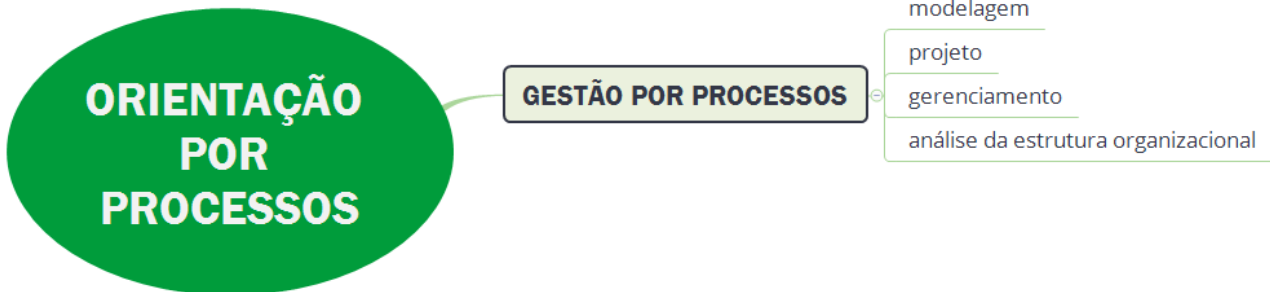 ORIENTAÇÃO
POR
PROCESSOS
GESTÃO POR PROCESSOS
modelagem
projeto
gerenciamento
análise da estrutura organizacional